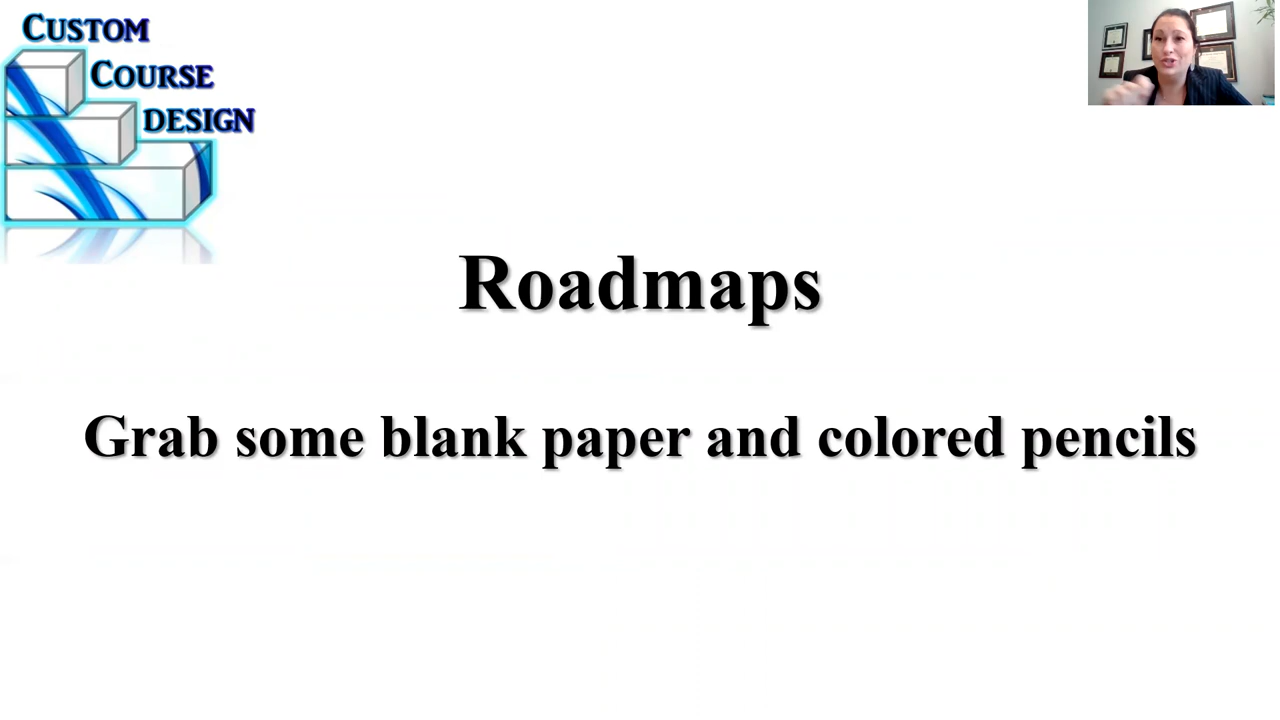 CUSTOM
COURSE
DESIGN
Roadmaps
Grab some blank paper and colored pencils